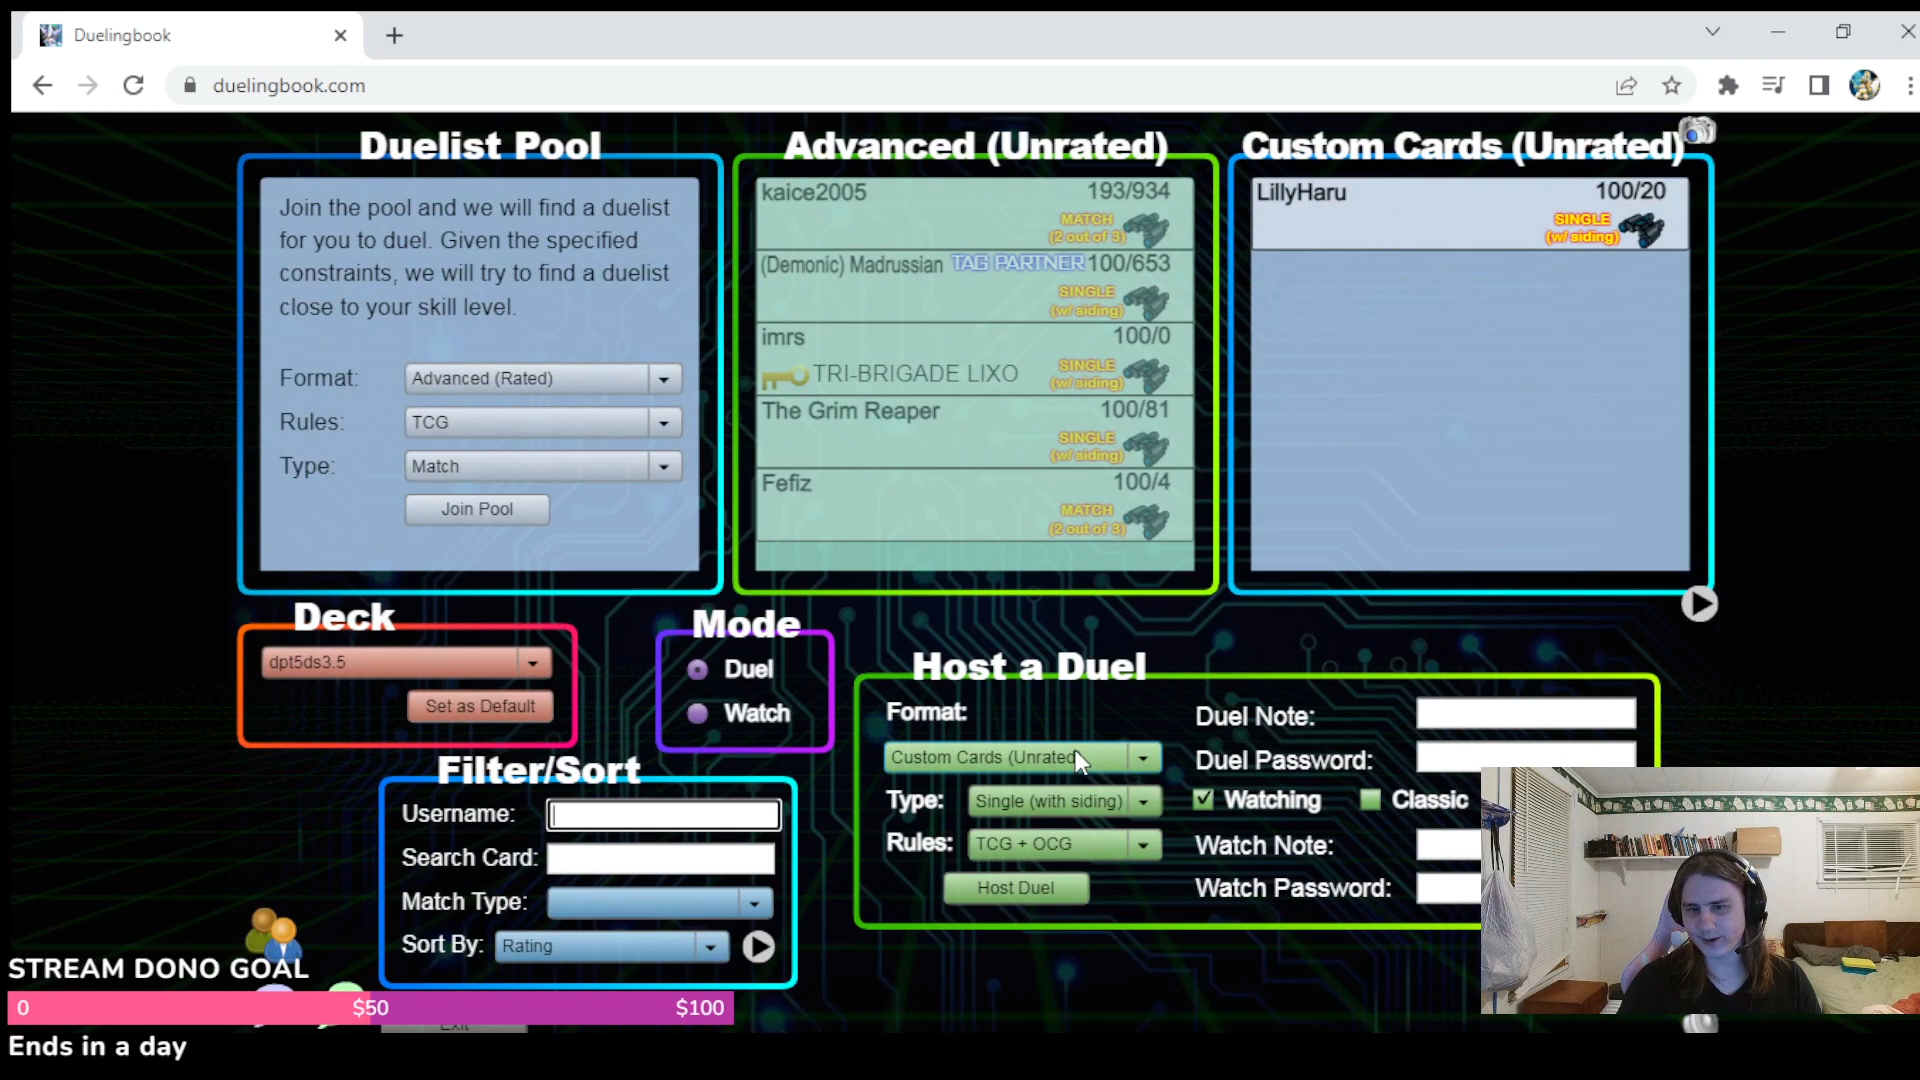 Duelingbook
duelingbook.com
Duelist Pool
Join the pool and we will find a duelist
for you to duel. Given the specified
constraints, we will try to find a duelist
close to your skill level.
Format: Advanced (Rated)
Rules: TCG
Type: Match
Join Pool
Advanced (Unrated)
kaice2005 193/934
MATCH
(2 out of 3)
(Demonic) Madrussian TAG PARTNER 100/653
SINGLE
(w/ siding)
imrs 100/0
TRI-BRIGADE LIXO SINGLE
(w/ siding)
The Grim Reaper 100/81
SINGLE
(w/ siding)
Fefiz 100/4
MATCH
(2 out of 3)
Custom Cards (Unrated)
LillyHaru 100/20
SINGLE
(w/ siding)
Deck
dpt5ds3.5
Set as Default
Mode
Duel
Watch
Host a Duel
Format:
Custom Cards (Unrated
Type: Single (with siding)
Rules: TCG + OCG
Host Duel
Duel Note:
Duel Password:
Watching Classic
Watch Note:
Watch Password:
Filter/Sort
Username:
Search Card:
Match Type:
Sort By: Rating
Exit
STREAM DONO GOAL
0 $50 $100
Ends in a day